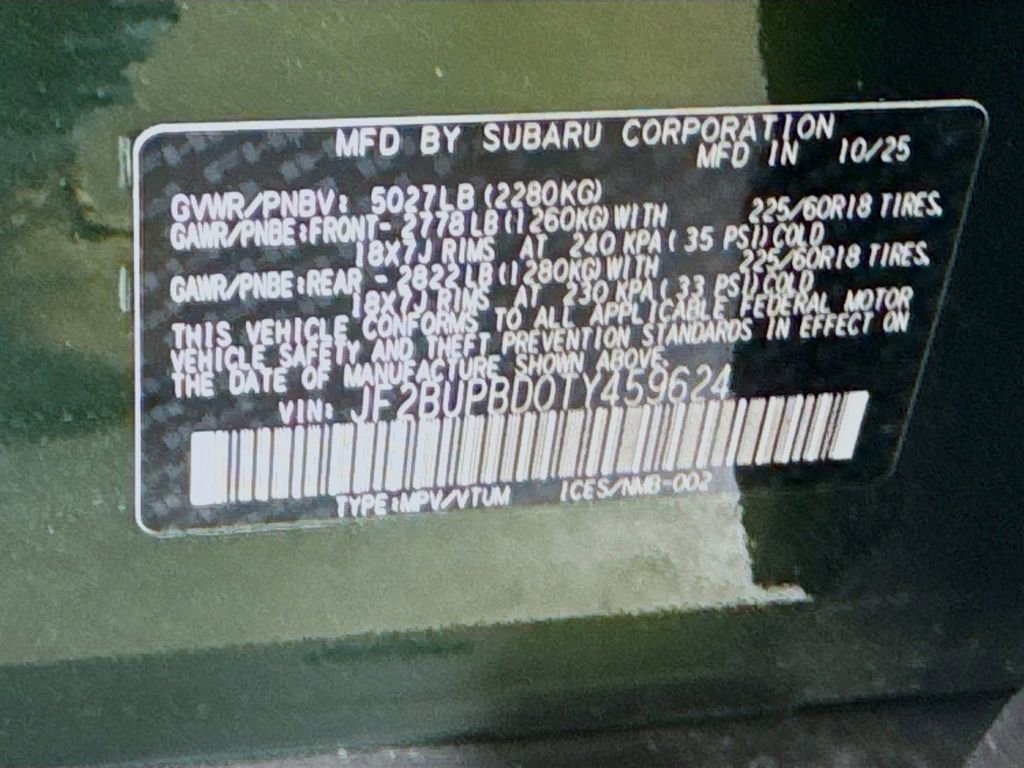 MFD BY SUBARU CORPORATION
MFD IN 10/25
GVWR/PNBV: 5027LB (2280KG)
GAWR/PNBE:FRONT- 2778LB(1260KG)WITH 225/60R18 TIRES,
18X7J RIMS AT 240 KPA( 35 PSI)COLD
GAWR/PNBE:REAR - 2822LB(1280KG)WITH 225/60R18 TIRES,
18X7J RIMS AT 230 KPA( 33 PSI)COLD
THIS VEHICLE CONFORMS TO ALL APPLICABLE FEDERAL MOTOR
VEHICLE SAFETY AND THEFT PREVENTION STANDARDS IN EFFECT ON
THE DATE OF MANUFACTURE SHOWN ABOVE.
VIN: JF2BUPBD0TY459624
TYPE:MPV/VTUM ICES/NMB-002